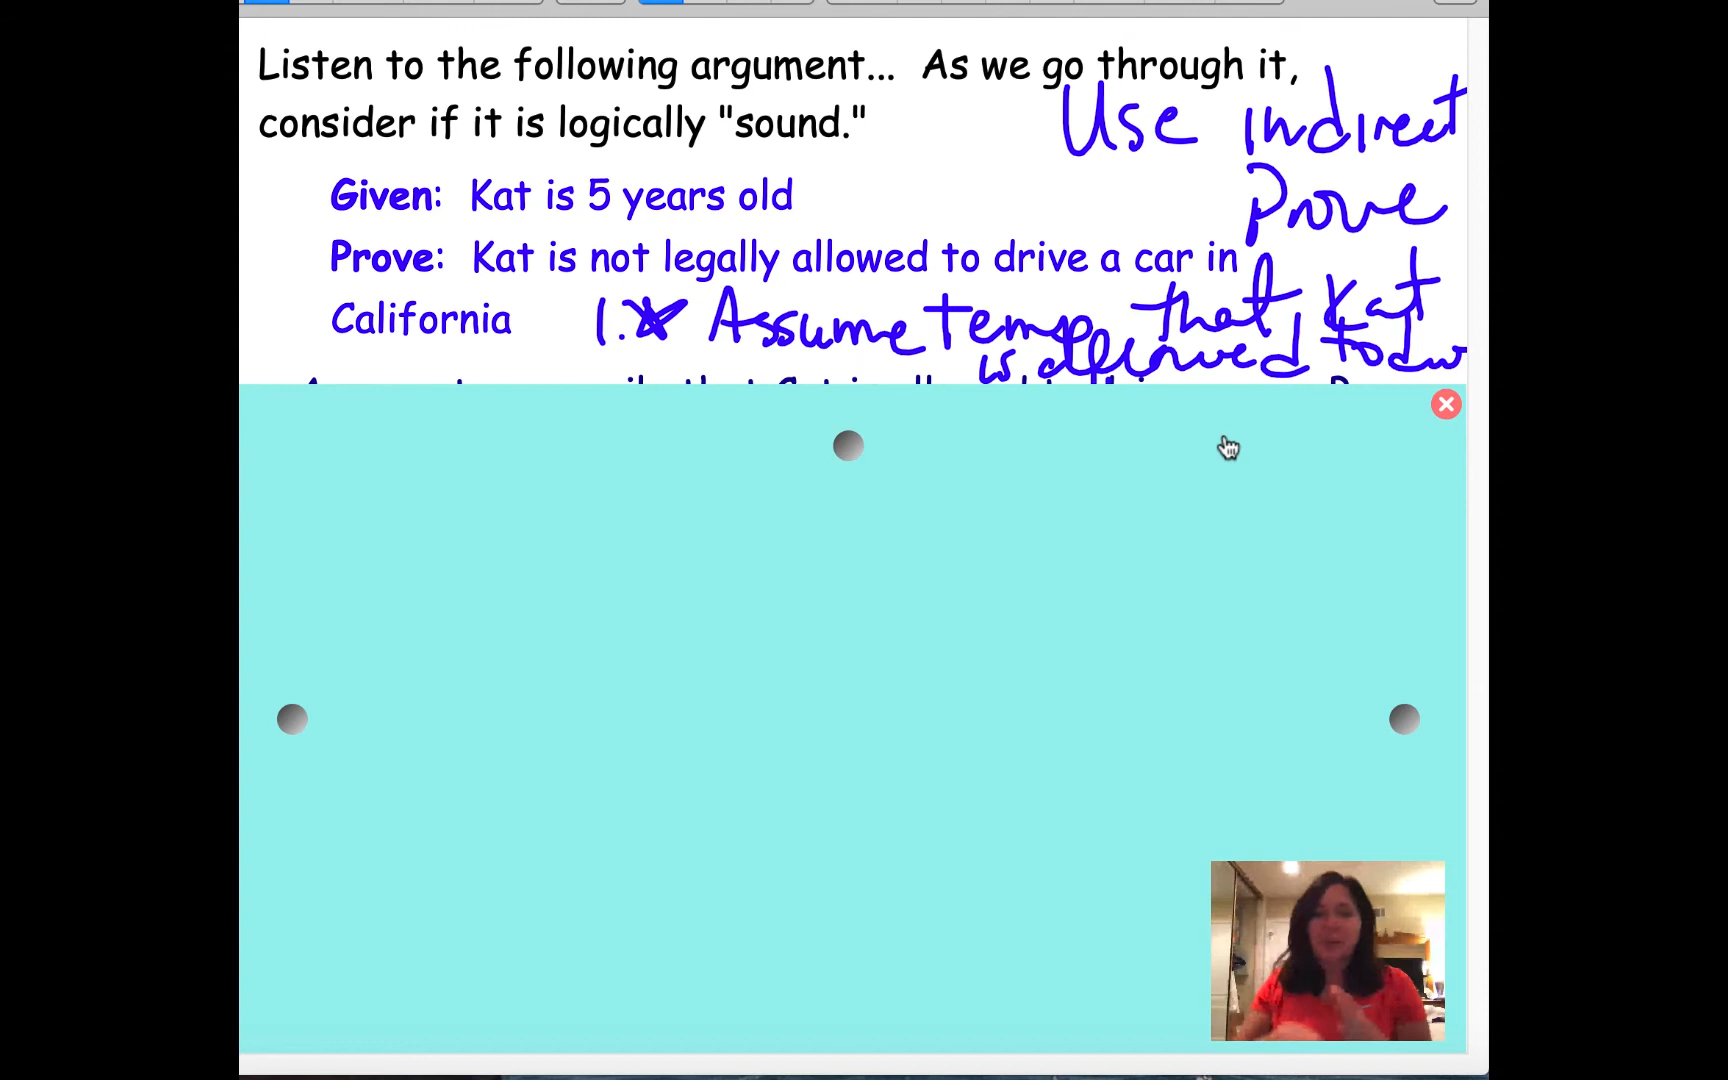 Listen to the following argument... As we go through it,
consider if it is logically "sound."
Use indirect
Given: Kat is 5 years old
Prove
Prove: Kat is not legally allowed to drive a car in
California
1. Assume temp that Kat
is allowed to